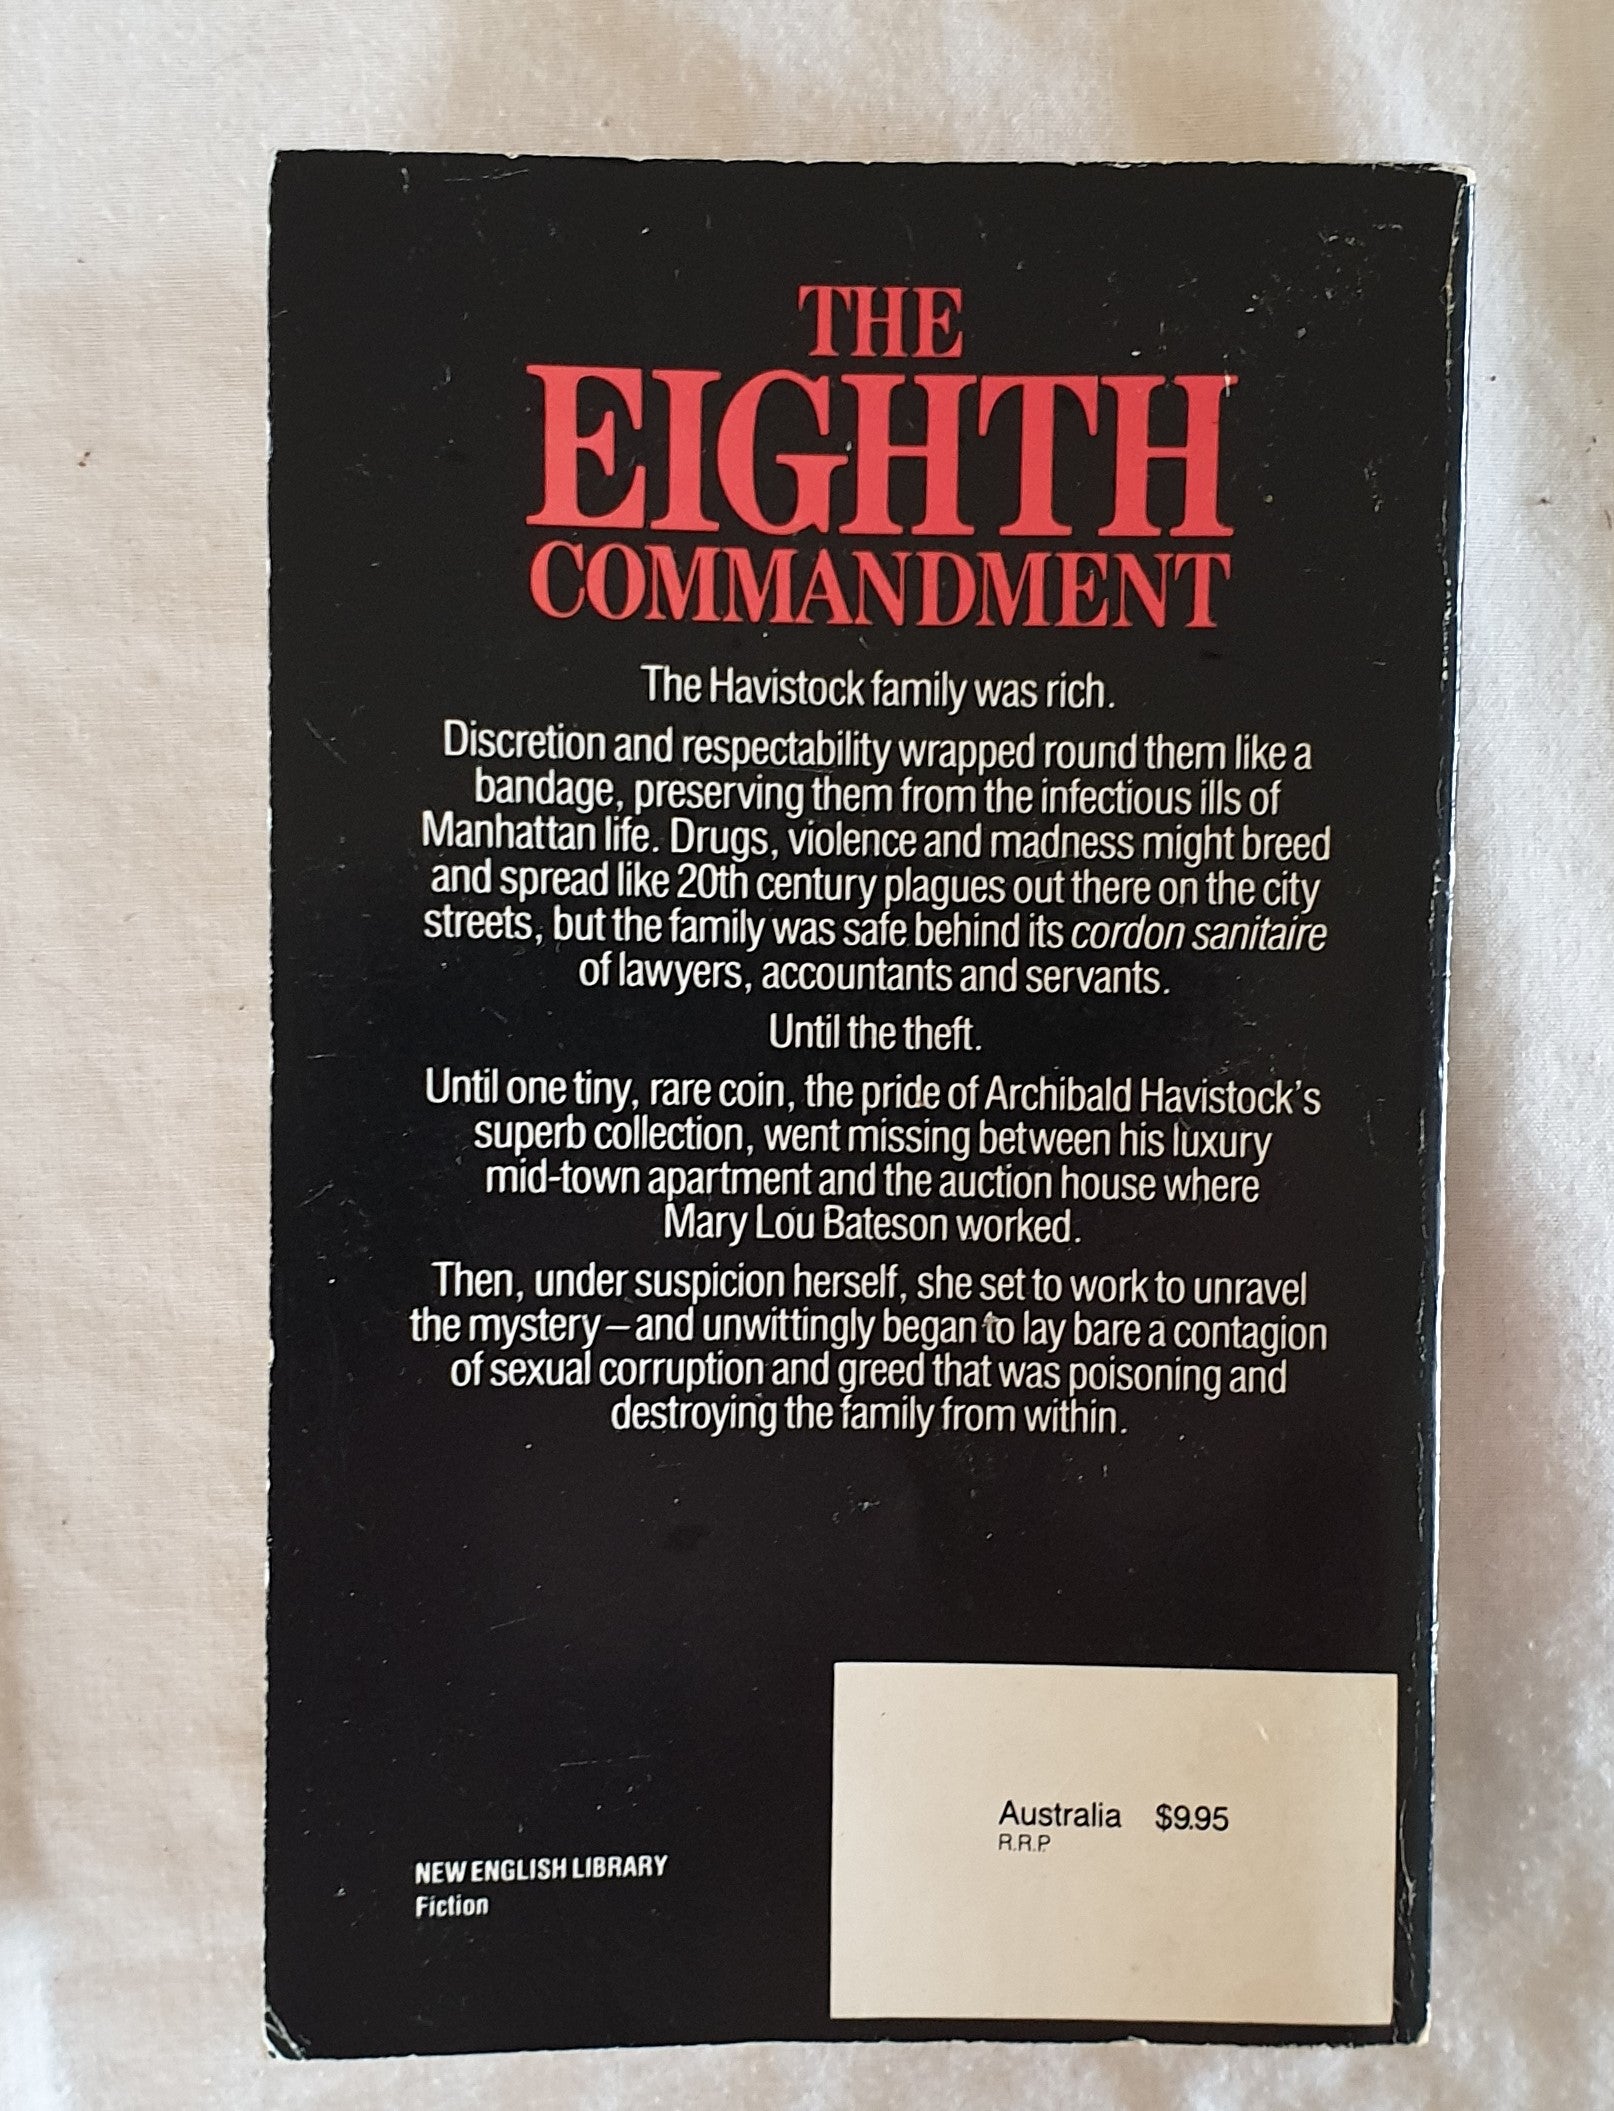 THE
EIGHTH
COMMANDMENT
The Havistock family was rich.
Discretion and respectability wrapped round them like a
bandage, preserving them from the infectious ills of
Manhattan life. Drugs, violence and madness might breed
and spread like 20th century plagues out there on the city
streets, but the family was safe behind its cordon sanitaire
of lawyers, accountants and servants.
Until the theft.
Until one tiny, rare coin, the pride of Archibald Havistock's
superb collection, went missing between his luxury
mid-town apartment and the auction house where
Mary Lou Bateson worked.
Then, under suspicion herself, she set to work to unravel
the mystery – and unwittingly began to lay bare a contagion
of sexual corruption and greed that was poisoning and
destroying the family from within.
Australia $9.95
R.R.P.
NEW ENGLISH LIBRARY
Fiction